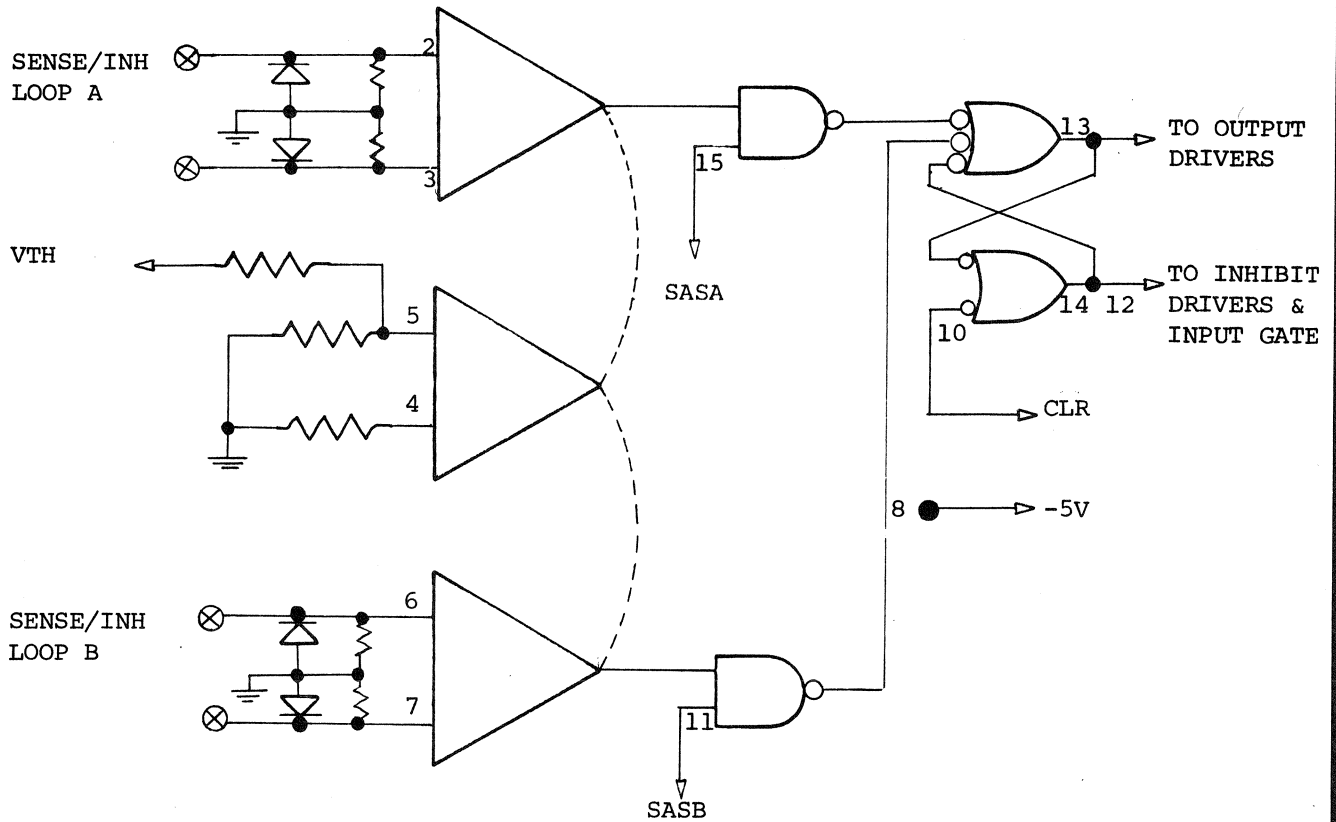 SENSE/INH
LOOP A
2
3
15
SASA
13
TO OUTPUT
DRIVERS
VTH
5
4
10
14 12
TO INHIBIT
DRIVERS &
INPUT GATE
CLR
8
-5V
SENSE/INH
LOOP B
6
7
11
SASB